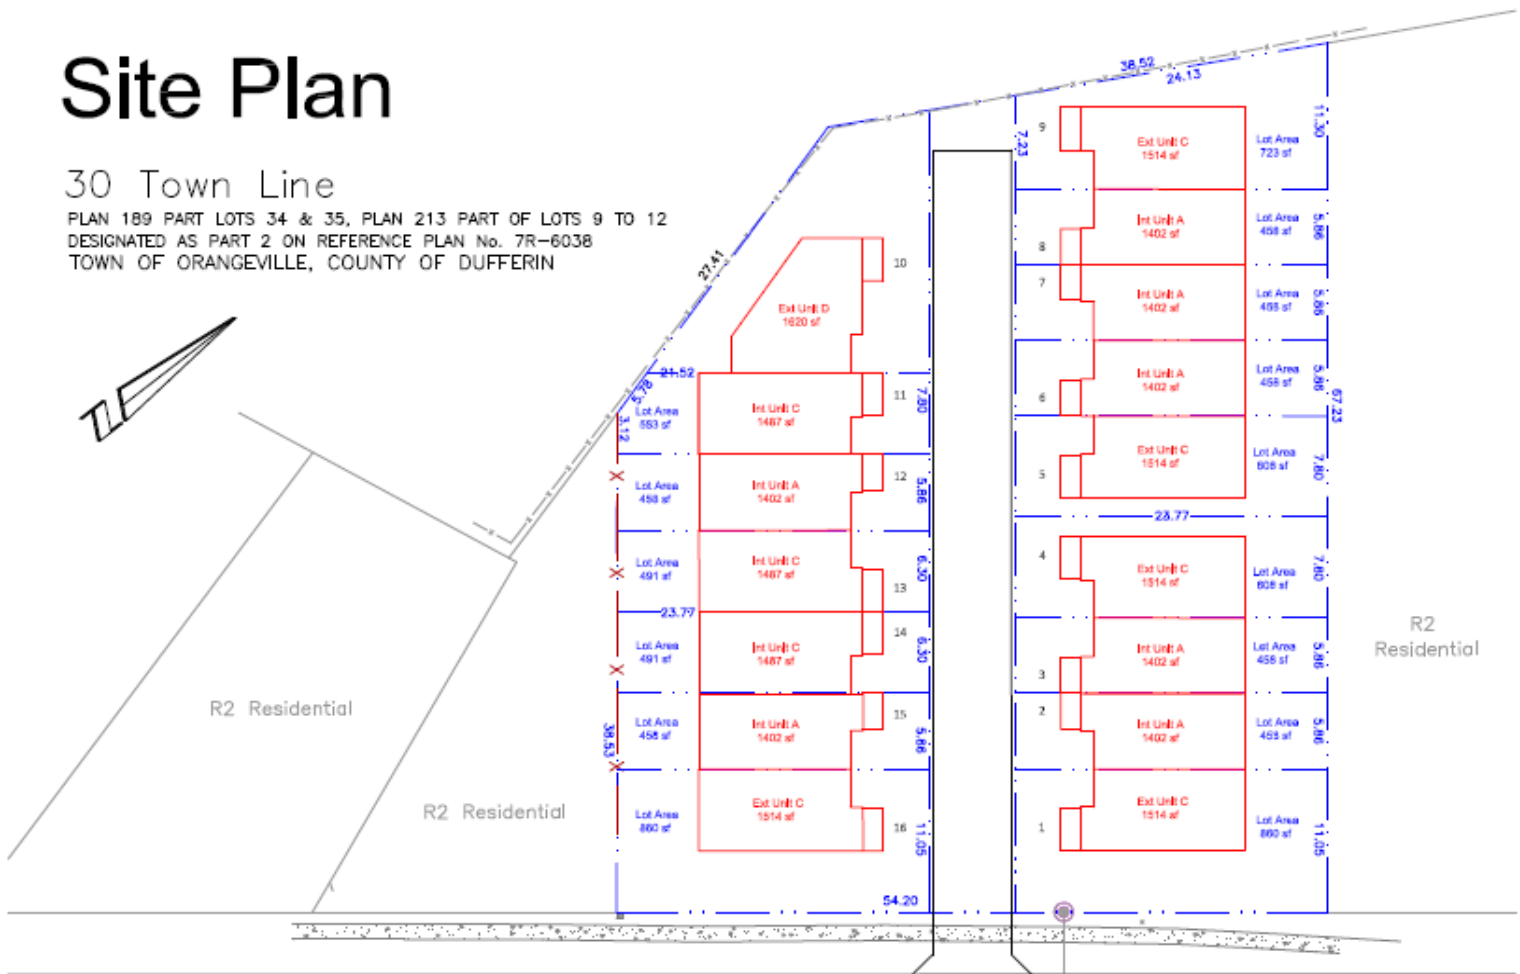 Site Plan
30 Town Line
PLAN 189 PART LOTS 34 & 35, PLAN 213 PART OF LOTS 9 TO 12
DESIGNATED AS PART 2 ON REFERENCE PLAN No. 7R-6038
TOWN OF ORANGEVILLE, COUNTY OF DUFFERIN
38.52
24.13
27.41
7.23
11.30
9
Ext Unit C
1514 sf
Lot Area
723 sf
8
Int Unit A
1402 sf
Lot Area
458 sf
5.86
7
Int Unit A
1402 sf
Lot Area
458 sf
5.86
6
Int Unit A
1402 sf
Lot Area
458 sf
5.86
67.23
5
Ext Unit C
1514 sf
Lot Area
608 sf
7.80
23.77
4
Ext Unit C
1514 sf
Lot Area
608 sf
7.80
3
Int Unit A
1402 sf
Lot Area
458 sf
5.86
2
Int Unit A
1402 sf
Lot Area
458 sf
5.86
1
Ext Unit C
1514 sf
Lot Area
860 sf
11.05
10
Ext Unit D
1620 sf
21.52
5.78
3.12
Lot Area
553 sf
Int Unit C
1487 sf
11
7.80
Lot Area
458 sf
Int Unit A
1402 sf
12
5.86
Lot Area
491 sf
Int Unit C
1487 sf
13
6.30
23.77
Lot Area
491 sf
Int Unit C
1487 sf
14
6.30
38.53
Lot Area
458 sf
Int Unit A
1402 sf
15
5.86
Lot Area
860 sf
Ext Unit C
1514 sf
16
11.05
54.20
R2 Residential
R2 Residential
R2
Residential